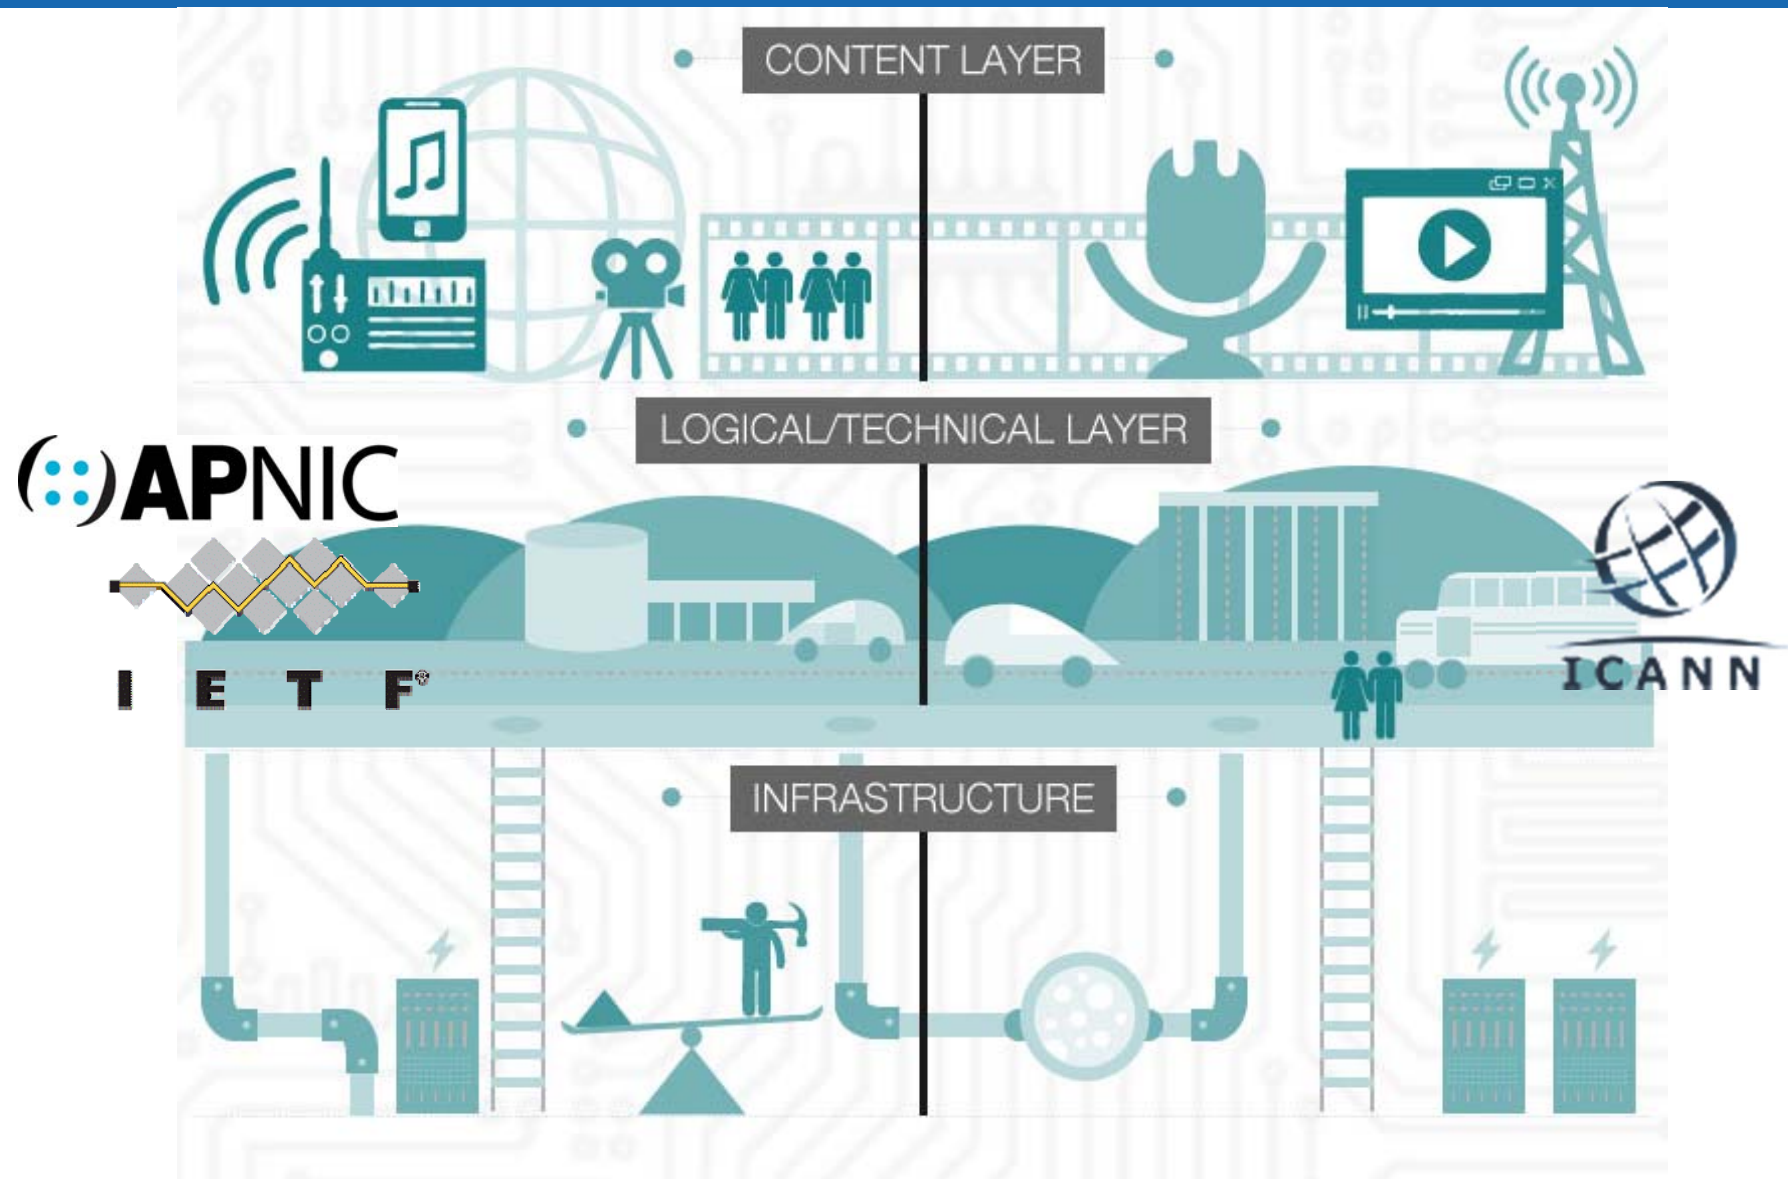 CONTENT LAYER
LOGICAL/TECHNICAL LAYER
APNIC
IETF®
ICANN
INFRASTRUCTURE